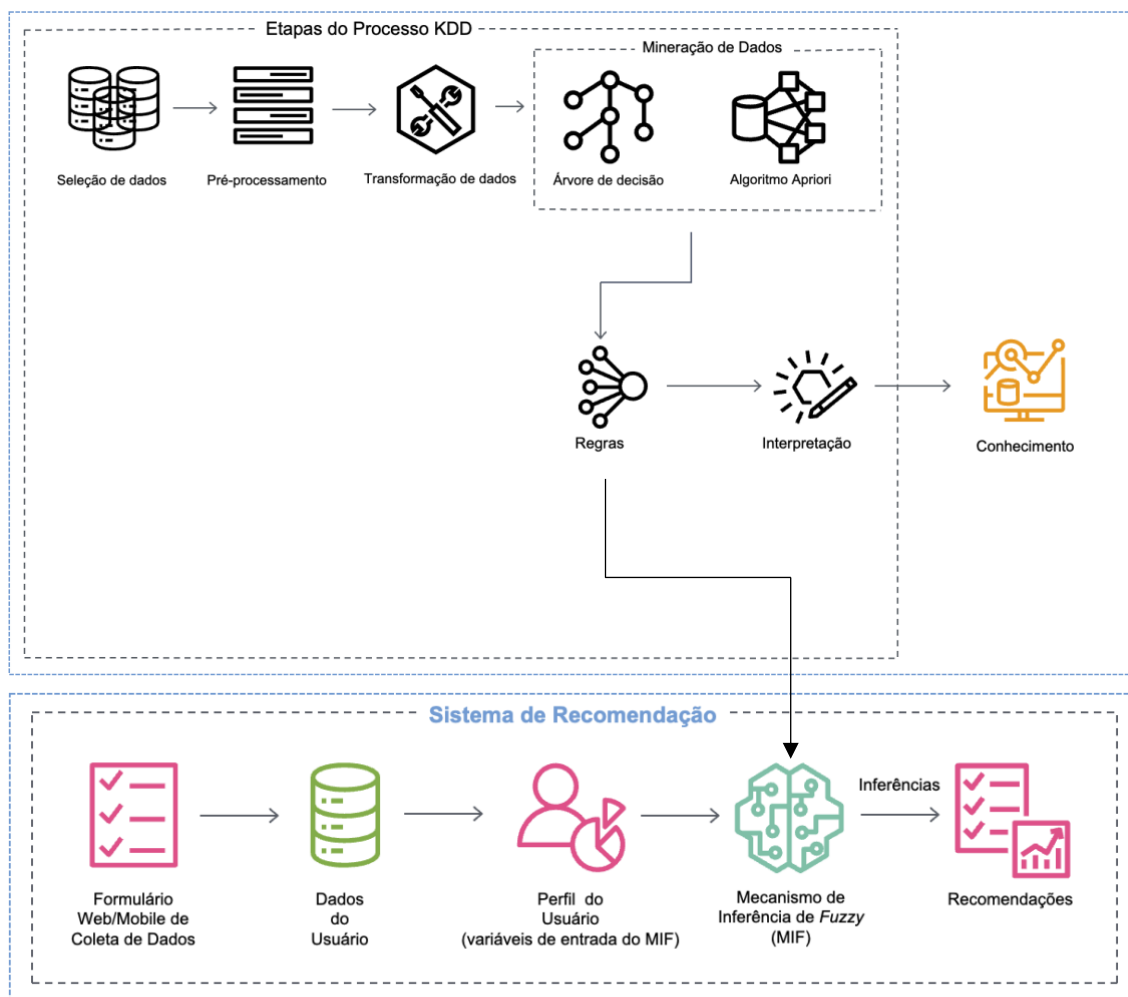 Etapas do Processo KDD
Mineração de Dados
Seleção de dados
Pré-processamento
Transformação de dados
Árvore de decisão
Algoritmo Apriori
Regras
Interpretação
Conhecimento
Sistema de Recomendação
Inferências
Formulário
Web/Mobile de
Coleta de Dados
Dados
do
Usuário
Perfil do
Usuário
(variáveis de entrada do MIF)
Mecanismo de
Inferência de Fuzzy
(MIF)
Recomendações